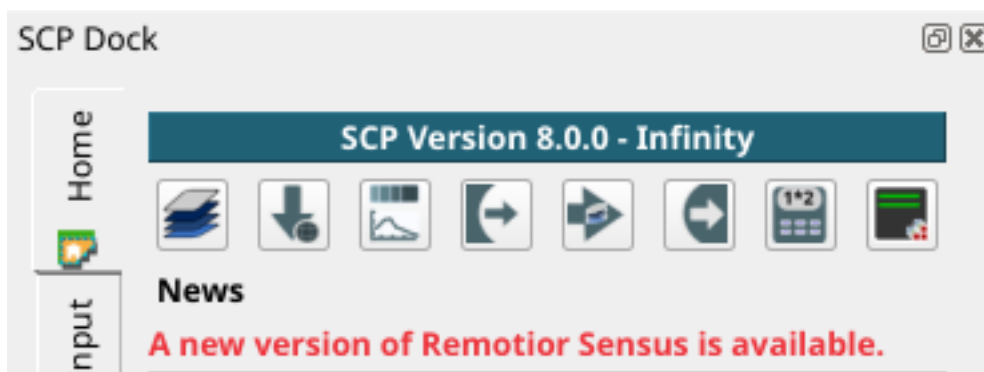 SCP Dock
Home
SCP Version 8.0.0 - Infinity
1*2
News
nput
A new version of Remotior Sensus is available.